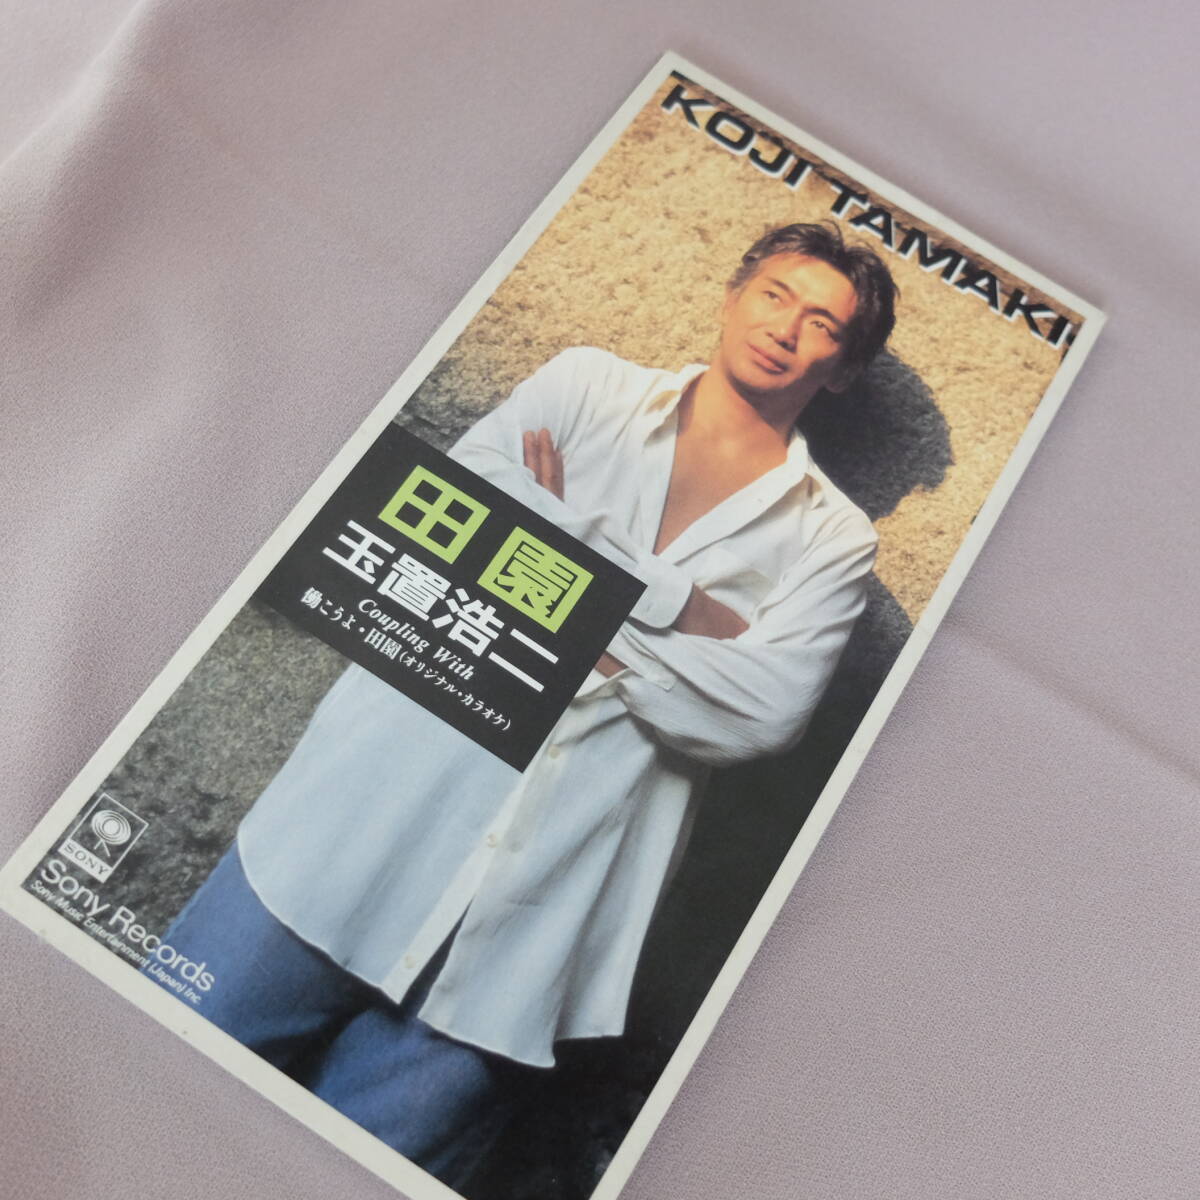 KOJI TAMAKI
田園
玉置浩二
Coupling With
働こうよ・田園(オリジナル・カラオケ)
SONY
Sony Records
Sony Music Entertainment (Japan) Inc.